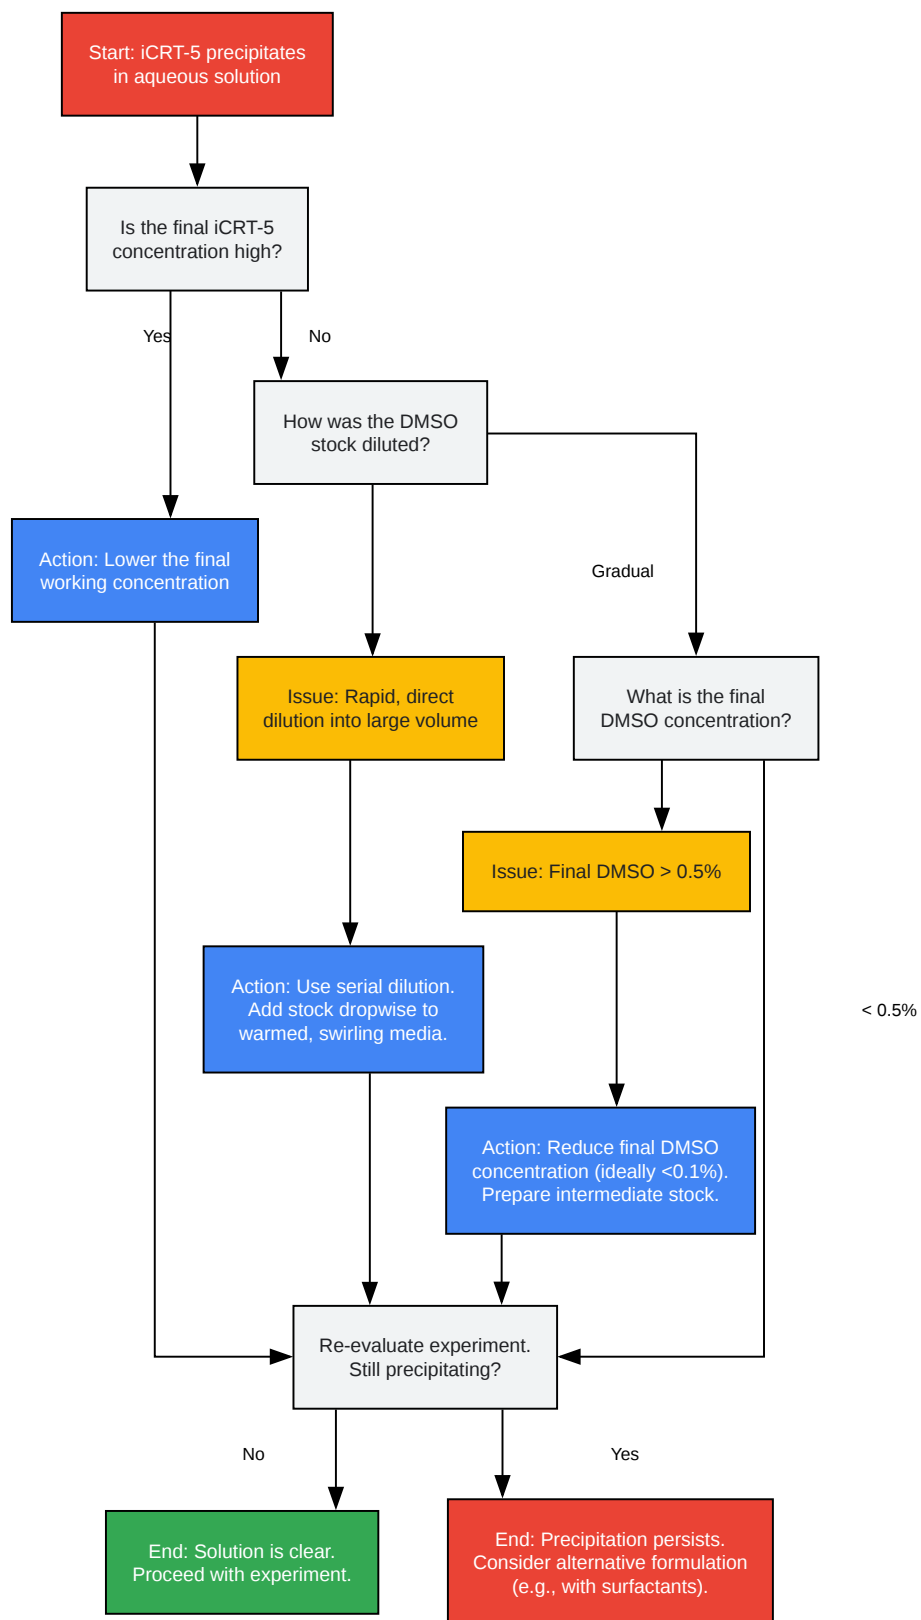 Start: iCRT-5 precipitates
in aqueous solution
Is the final iCRT-5
concentration high?
Yes
No
How was the DMSO
stock diluted?
Action: Lower the final
working concentration
Gradual
Issue: Rapid, direct
dilution into large volume
What is the final
DMSO concentration?
Issue: Final DMSO > 0.5%
Action: Use serial dilution.
Add stock dropwise to
warmed, swirling media.
< 0.5%
Action: Reduce final DMSO
concentration (ideally <0.1%).
Prepare intermediate stock.
Re-evaluate experiment.
Still precipitating?
No
Yes
End: Solution is clear.
Proceed with experiment.
End: Precipitation persists.
Consider alternative formulation
(e.g., with surfactants).